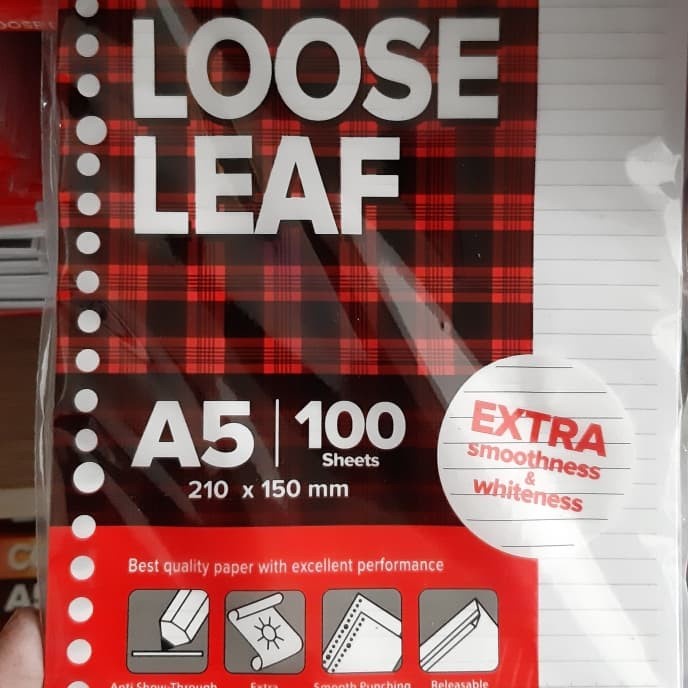 LOOSE
LEAF
A5 | 100
Sheets
210 x 150 mm
EXTRA
smoothness
&
whiteness
Best quality paper with excellent performance
Anti Show-Through
Extra
Smooth Punching
Releasable